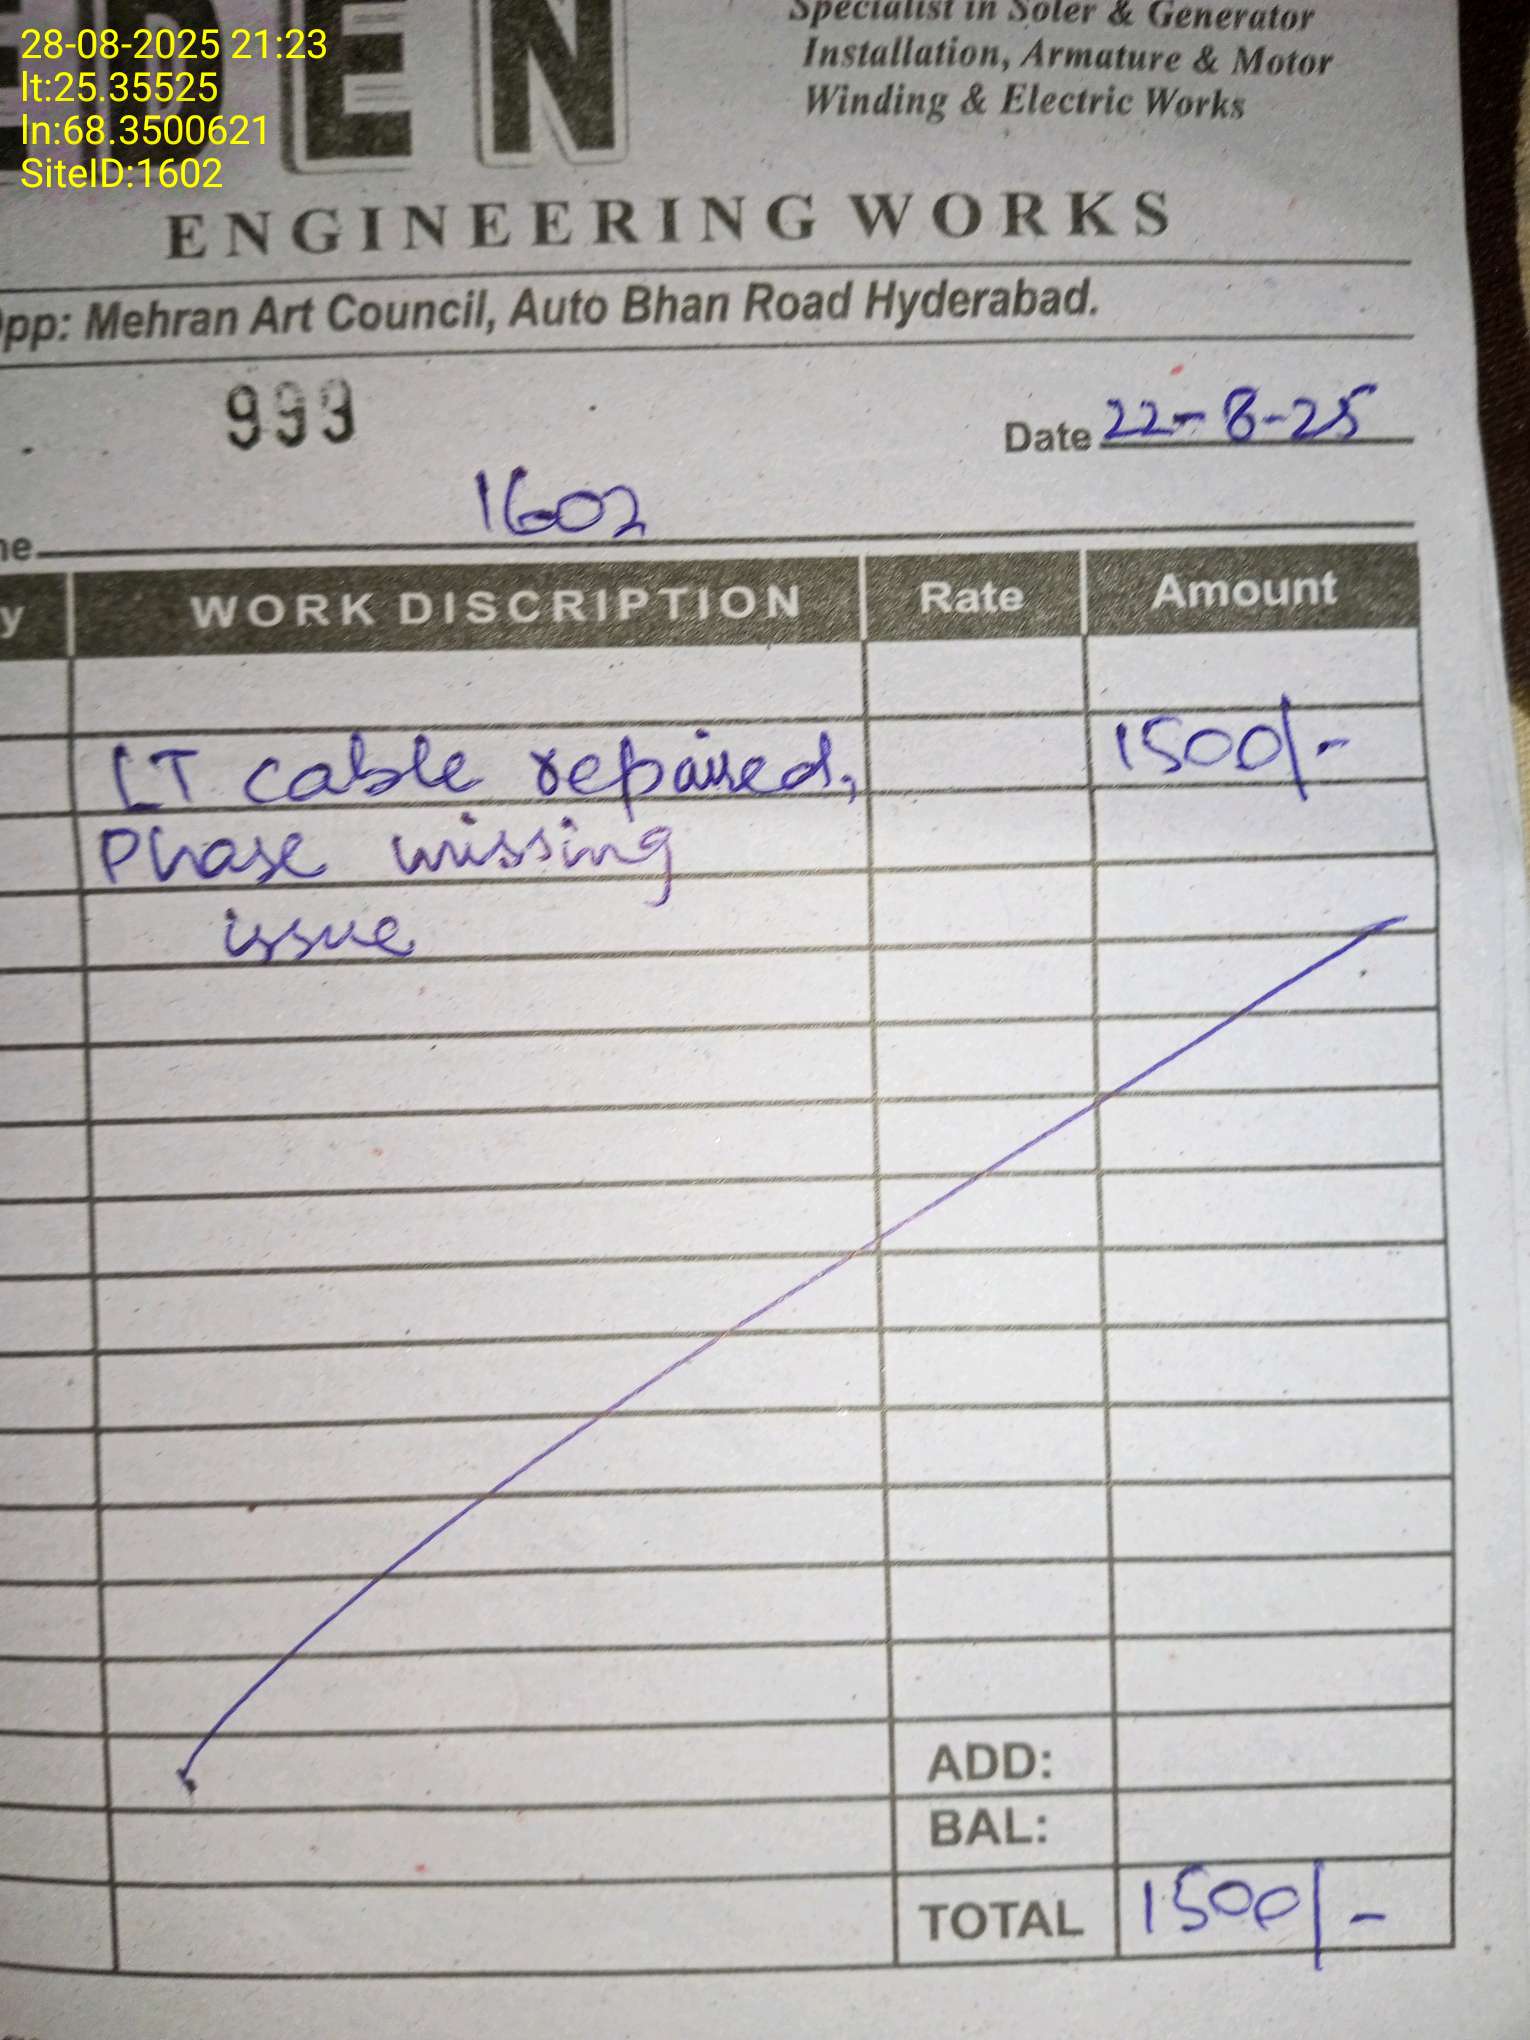 28-08-2025 21:23
lt:25.35525
ln:68.3500621
SiteID:1602
DEN
Specialist in Soler & Generator
Installation, Armature & Motor
Winding & Electric Works
ENGINEERING WORKS
Opp: Mehran Art Council, Auto Bhan Road Hyderabad.
993
Date 22-8-25
1602
WORK DISCRIPTION Rate Amount
LT cable repaired, 1500/-
Phase missing
issue
ADD:
BAL:
TOTAL 1500/-